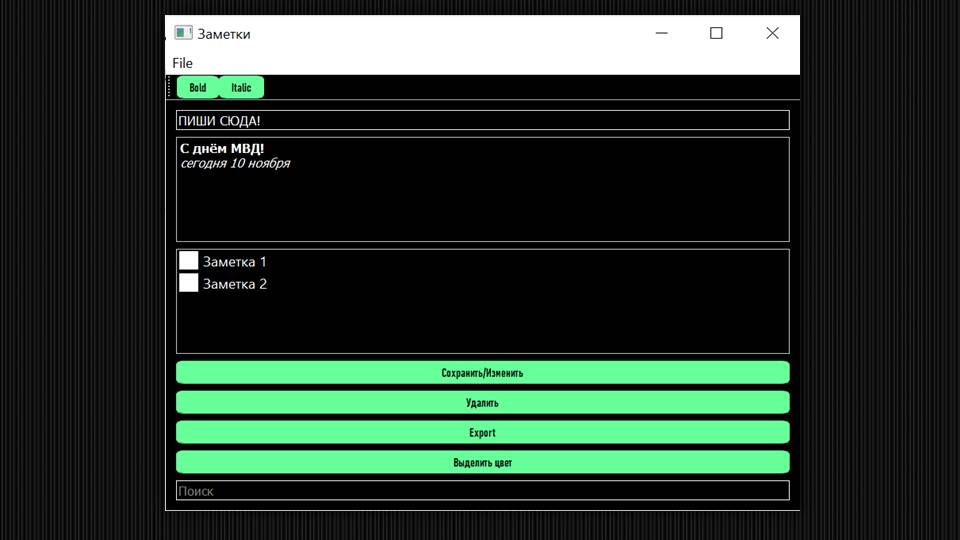 Заметки
File
Bold Italic
ПИШИ СЮДА!
С днём МВД!
сегодня 10 ноября
Заметка 1
Заметка 2
Сохранить/Изменить
Удалить
Export
Выделить цвет
Поиск